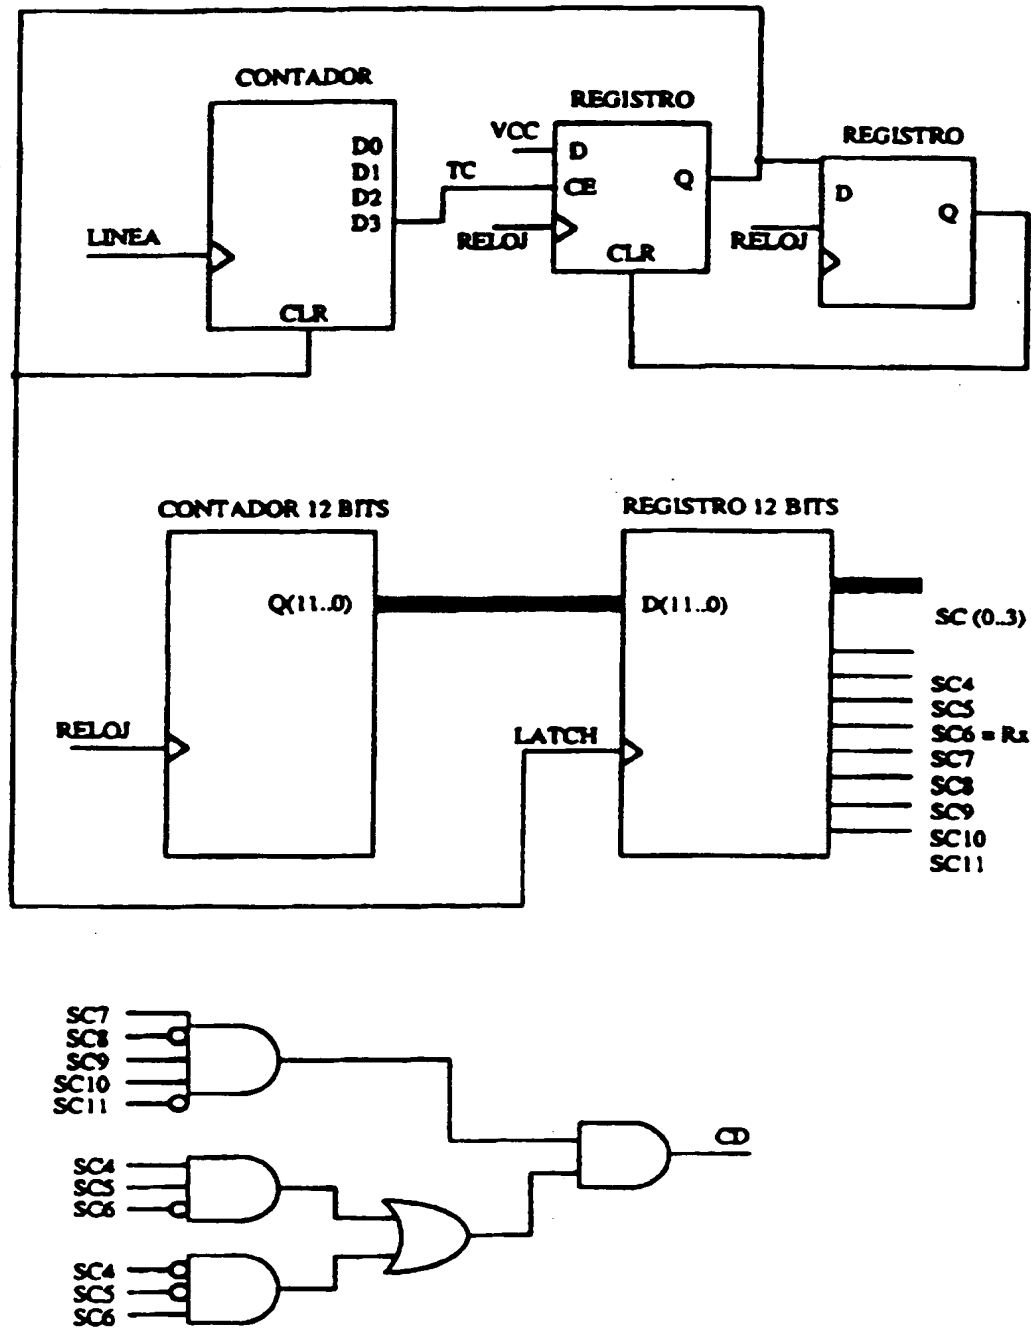 CONTADOR
D0
D1
D2
D3
LINEA
CLR
TC
REGISTRO
VCC
D
CE
Q
RELOJ
CLR
REGISTRO
D
Q
RELOJ
CONTADOR 12 BITS
Q(11..0)
RELOJ
REGISTRO 12 BITS
D(11..0)
LATCH
SC (0..3)
SC4
SC5
SC6 = Rx
SC7
SC8
SC9
SC10
SC11
SC7
SC8
SC9
SC10
SC11
SC4
SC5
SC6
SC4
SC5
SC6
CD